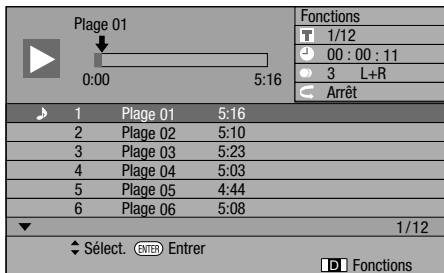 Plage 01
0:00 5:16
Fonctions
T 1/12
00 : 00 : 11
3 L+R
Arrêt
1 Plage 01 5:16
2 Plage 02 5:10
3 Plage 03 5:23
4 Plage 04 5:03
5 Plage 05 4:44
6 Plage 06 5:08
1/12
Sélect. ENTER Entrer
D Fonctions